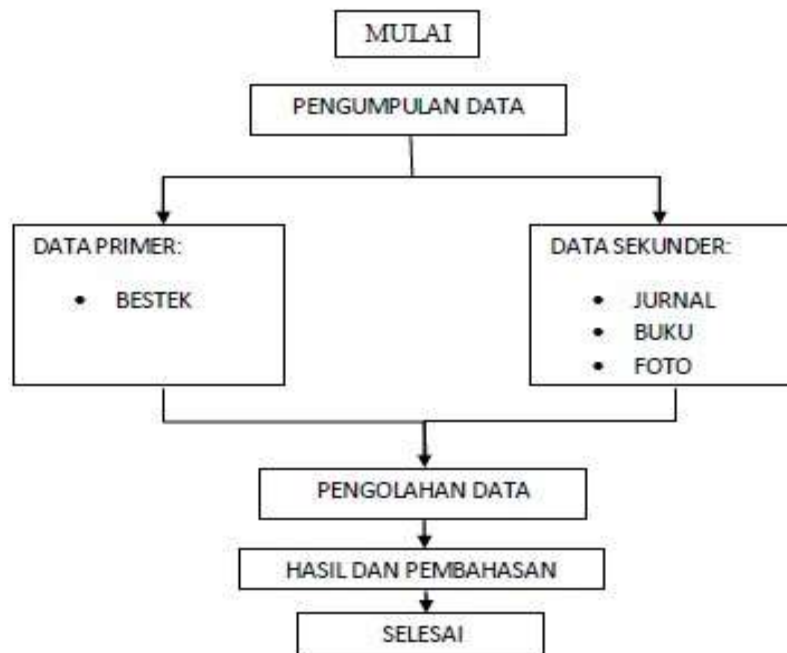 MULAI
PENGUMPULAN DATA
DATA PRIMER:
• BESTEK
DATA SEKUNDER:
• JURNAL
• BUKU
• FOTO
PENGOLAHAN DATA
HASIL DAN PEMBAHASAN
SELESAI